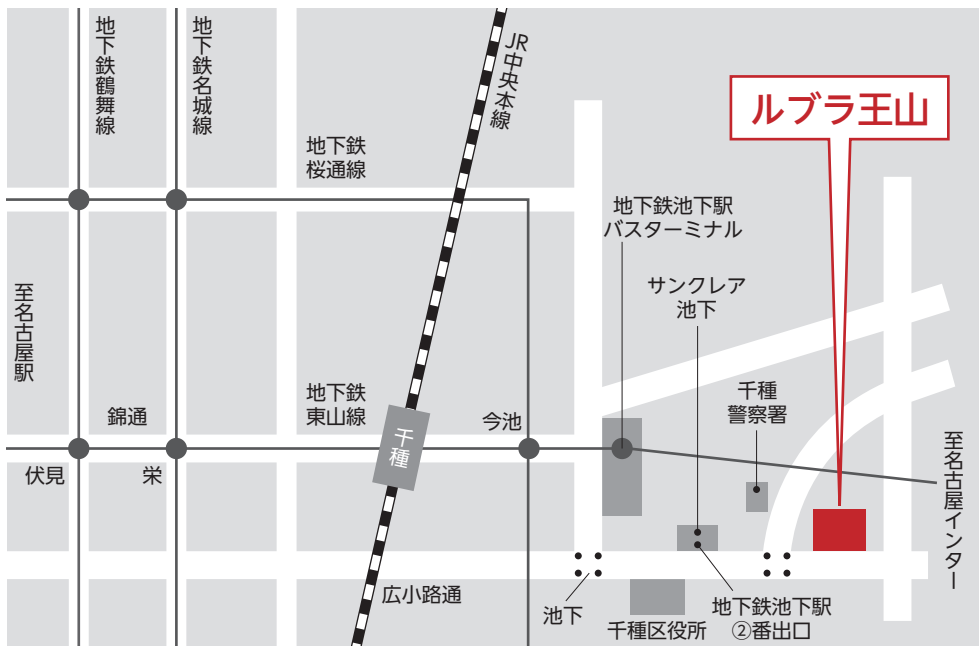 地下鉄鶴舞線
地下鉄名城線
JR中央本線
ルブラ王山
地下鉄
桜通線
地下鉄池下駅
バスターミナル
サンクレア
池下
至名古屋駅
地下鉄
東山線
千種
警察署
錦通
千種
今池
至名古屋インター
伏見
栄
広小路通
池下
千種区役所
地下鉄池下駅
②番出口